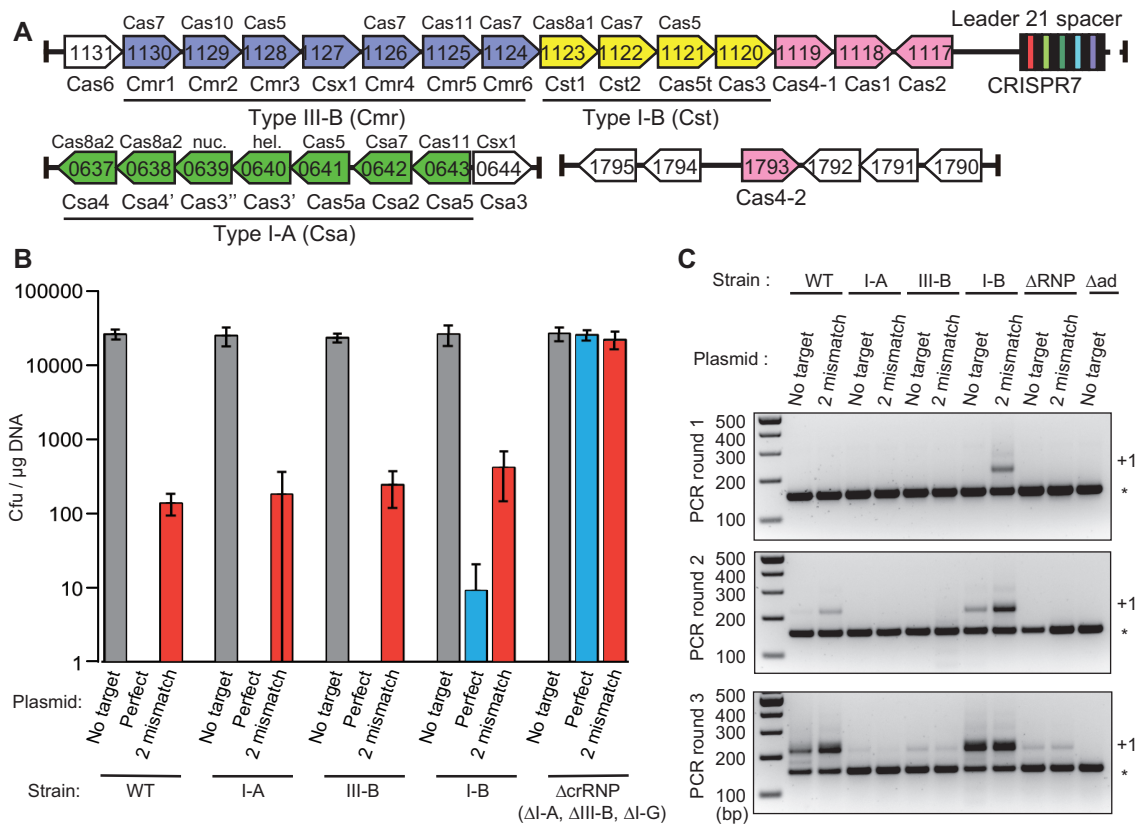 A
Cas7 Cas10 Cas5 Cas7 Cas11 Cas7 Cas8a1 Cas7 Cas5 Leader 21 spacer
1131 1130 1129 1128 127 1126 1125 1124 1123 1122 1121 1120 1119 1118 1117
Cas6 Cmr1 Cmr2 Cmr3 Csx1 Cmr4 Cmr5 Cmr6 Cst1 Cst2 Cas5t Cas3 Cas4-1 Cas1 Cas2 CRISPR7
Type III-B (Cmr) Type I-B (Cst)
Cas8a2 Cas8a2 nuc. hel. Cas5 Csa7 Cas11 Csx1
0637 0638 0639 0640 0641 0642 0643 0644 1795 1794 1793 1792 1791 1790
Csa4 Csa4' Cas3'' Cas3' Cas5a Csa2 Csa5 Csa3 Cas4-2
Type I-A (Csa)
B
Cfu / µg DNA
100000
10000
1000
100
10
1
Plasmid: No target Perfect 2 mismatch No target Perfect 2 mismatch No target Perfect 2 mismatch No target Perfect 2 mismatch No target Perfect 2 mismatch
Strain: WT I-A III-B I-B ΔcrRNP
(ΔI-A, ΔIII-B, ΔI-G)
C
Strain : WT I-A III-B I-B ΔRNP Δad
Plasmid : No target 2 mismatch No target 2 mismatch No target 2 mismatch No target 2 mismatch No target 2 mismatch No target
PCR round 1
500
400
300
200
100
+1
*
PCR round 2
500
400
300
200
100
+1
*
PCR round 3
500
400
300
200
100
(bp)
+1
*